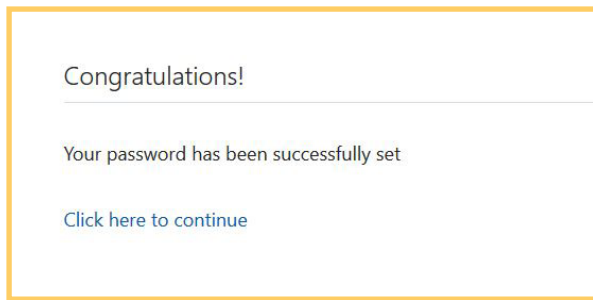 Congratulations!
Your password has been successfully set
Click here to continue